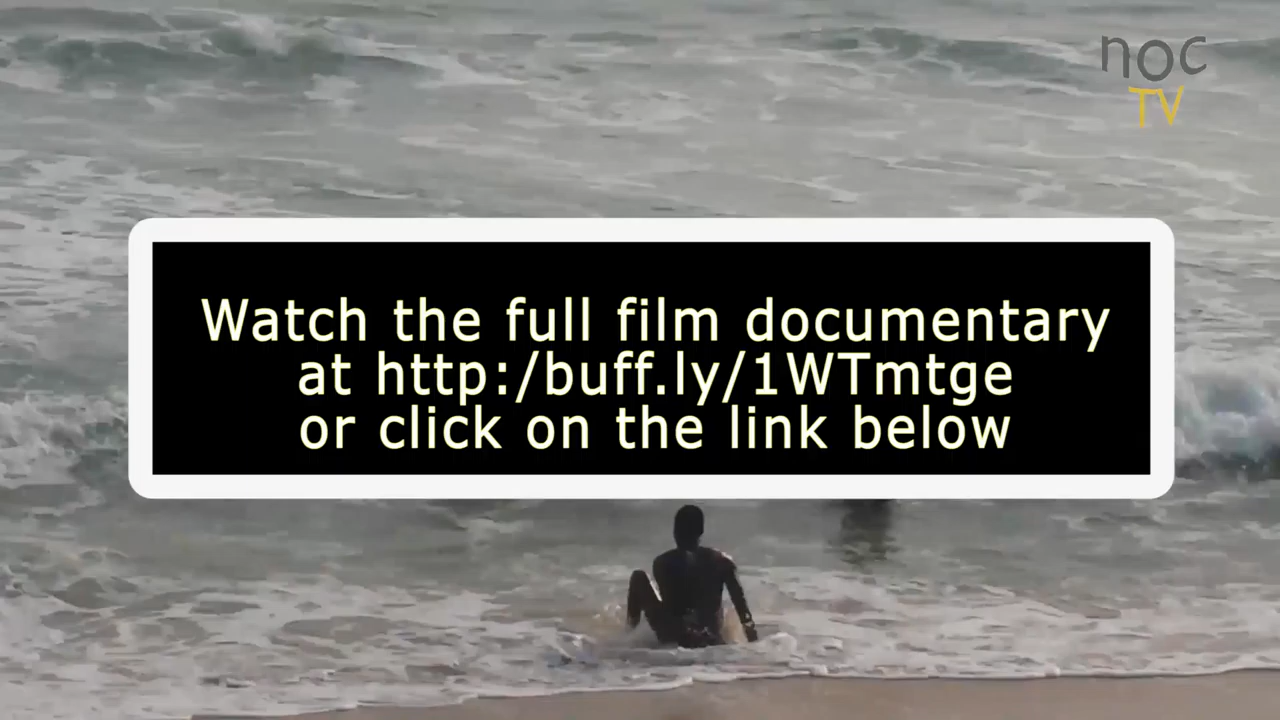 noc
TV
Watch the full film documentary
at http:/buff.ly/1WTmtge
or click on the link below